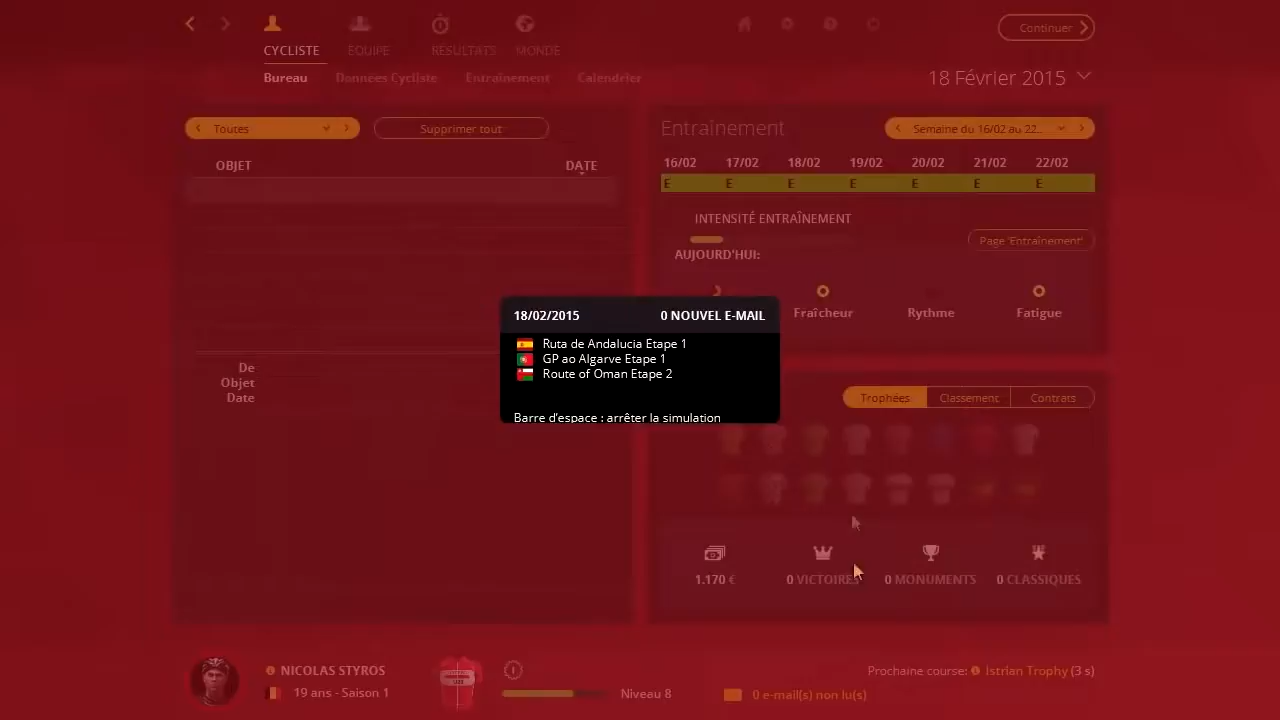 CYCLISTE
ÉQUIPE
RÉSULTATS
MONDE
Continuer
Bureau
Données Cycliste
Entraînement
Calendrier
18 Février 2015
Toutes
Supprimer tout
OBJET
DATE
Entraînement
Semaine du 16/02 au 22...
16/02 17/02 18/02 19/02 20/02 21/02 22/02
E E E E E E E
INTENSITÉ ENTRAÎNEMENT
Page 'Entraînement'
AUJOURD'HUI:
Fraîcheur
Rythme
Fatigue
18/02/2015
0 NOUVEL E-MAIL
Ruta de Andalucia Etape 1
GP ao Algarve Etape 1
Route of Oman Etape 2
Barre d'espace : arrêter la simulation
De
Objet
Date
Trophées
Classement
Contrats
1.170 €
0 VICTOIRES
0 MONUMENTS
0 CLASSIQUES
NICOLAS STYROS
19 ans - Saison 1
Niveau 8
Prochaine course: Istrian Trophy (3 s)
0 e-mail(s) non lu(s)